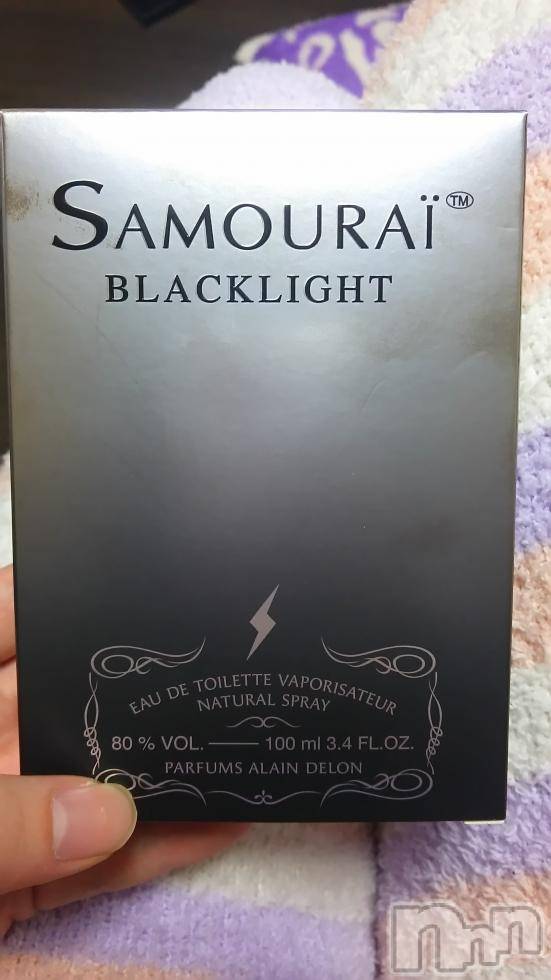 SAMOURAÏ™
BLACKLIGHT
EAU DE TOILETTE VAPORISATEUR
NATURAL SPRAY
80 % VOL. 100 ml 3.4 FL.OZ.
PARFUMS ALAIN DELON